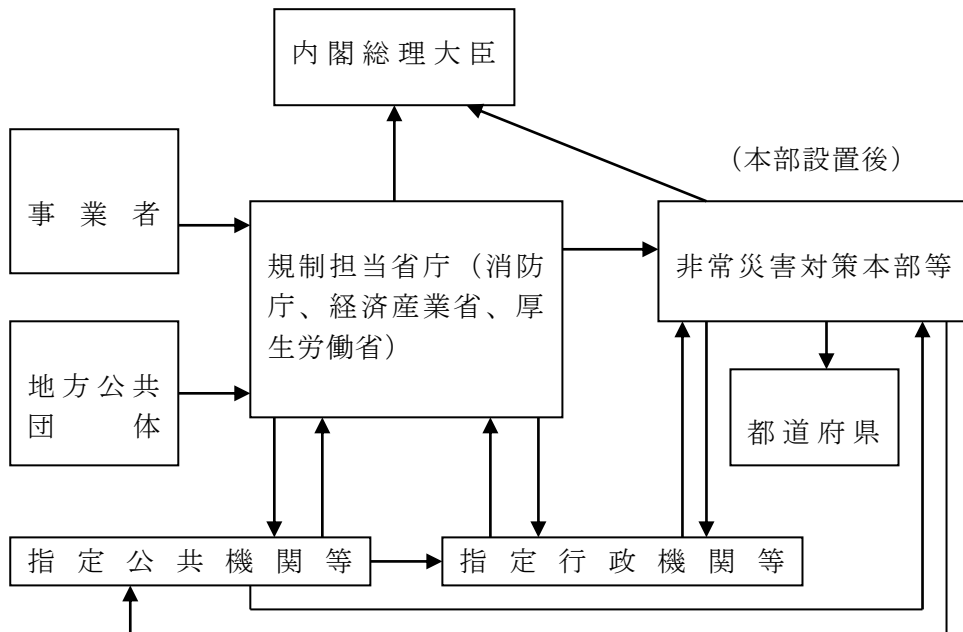 内閣総理大臣
（本部設置後）
事業者
規制担当省庁（消防
庁、経済産業省、厚
生労働省）
非常災害対策本部等
地方公共
団体
都道府県
指定公共機関等
指定行政機関等